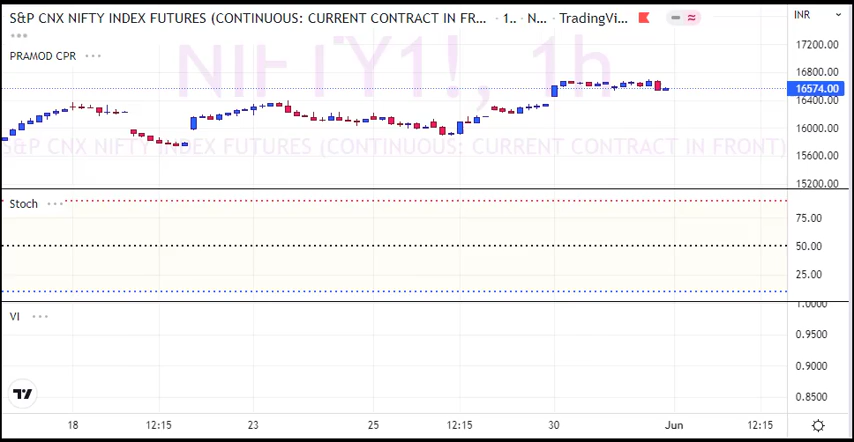 S&P CNX NIFTY INDEX FUTURES (CONTINUOUS: CURRENT CONTRACT IN FR... · 1.. · N... · TradingVi...
INR
PRAMOD CPR
NIFTY1!, 1h
S&P CNX NIFTY INDEX FUTURES (CONTINUOUS: CURRENT CONTRACT IN FRONT)
17200.00
16800.00
16574.00
16400.00
16000.00
15600.00
15200.00
Stoch
75.00
50.00
25.00
VI
1.0000
0.9500
0.9000
0.8500
18 12:15 23 25 12:15 30 Jun 12:15